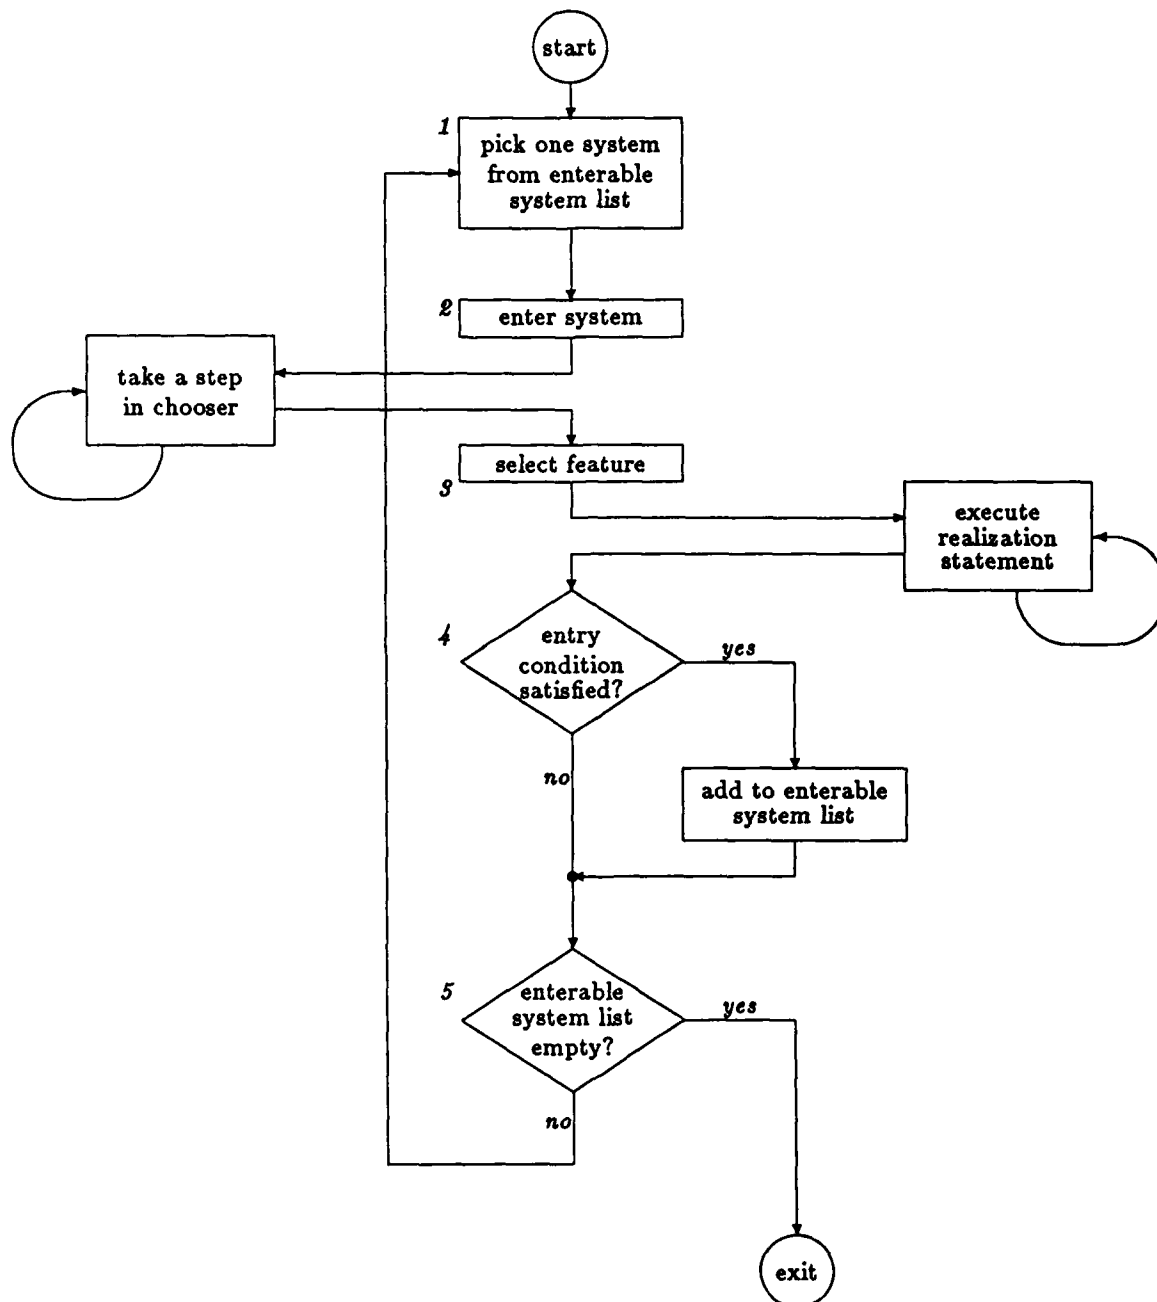 start
1
pick one system
from enterable
system list
2
enter system
take a step
in chooser
select feature
3
execute
realization
statement
4
entry
condition
satisfied?
yes
no
add to enterable
system list
5
enterable
system list
empty?
yes
no
exit